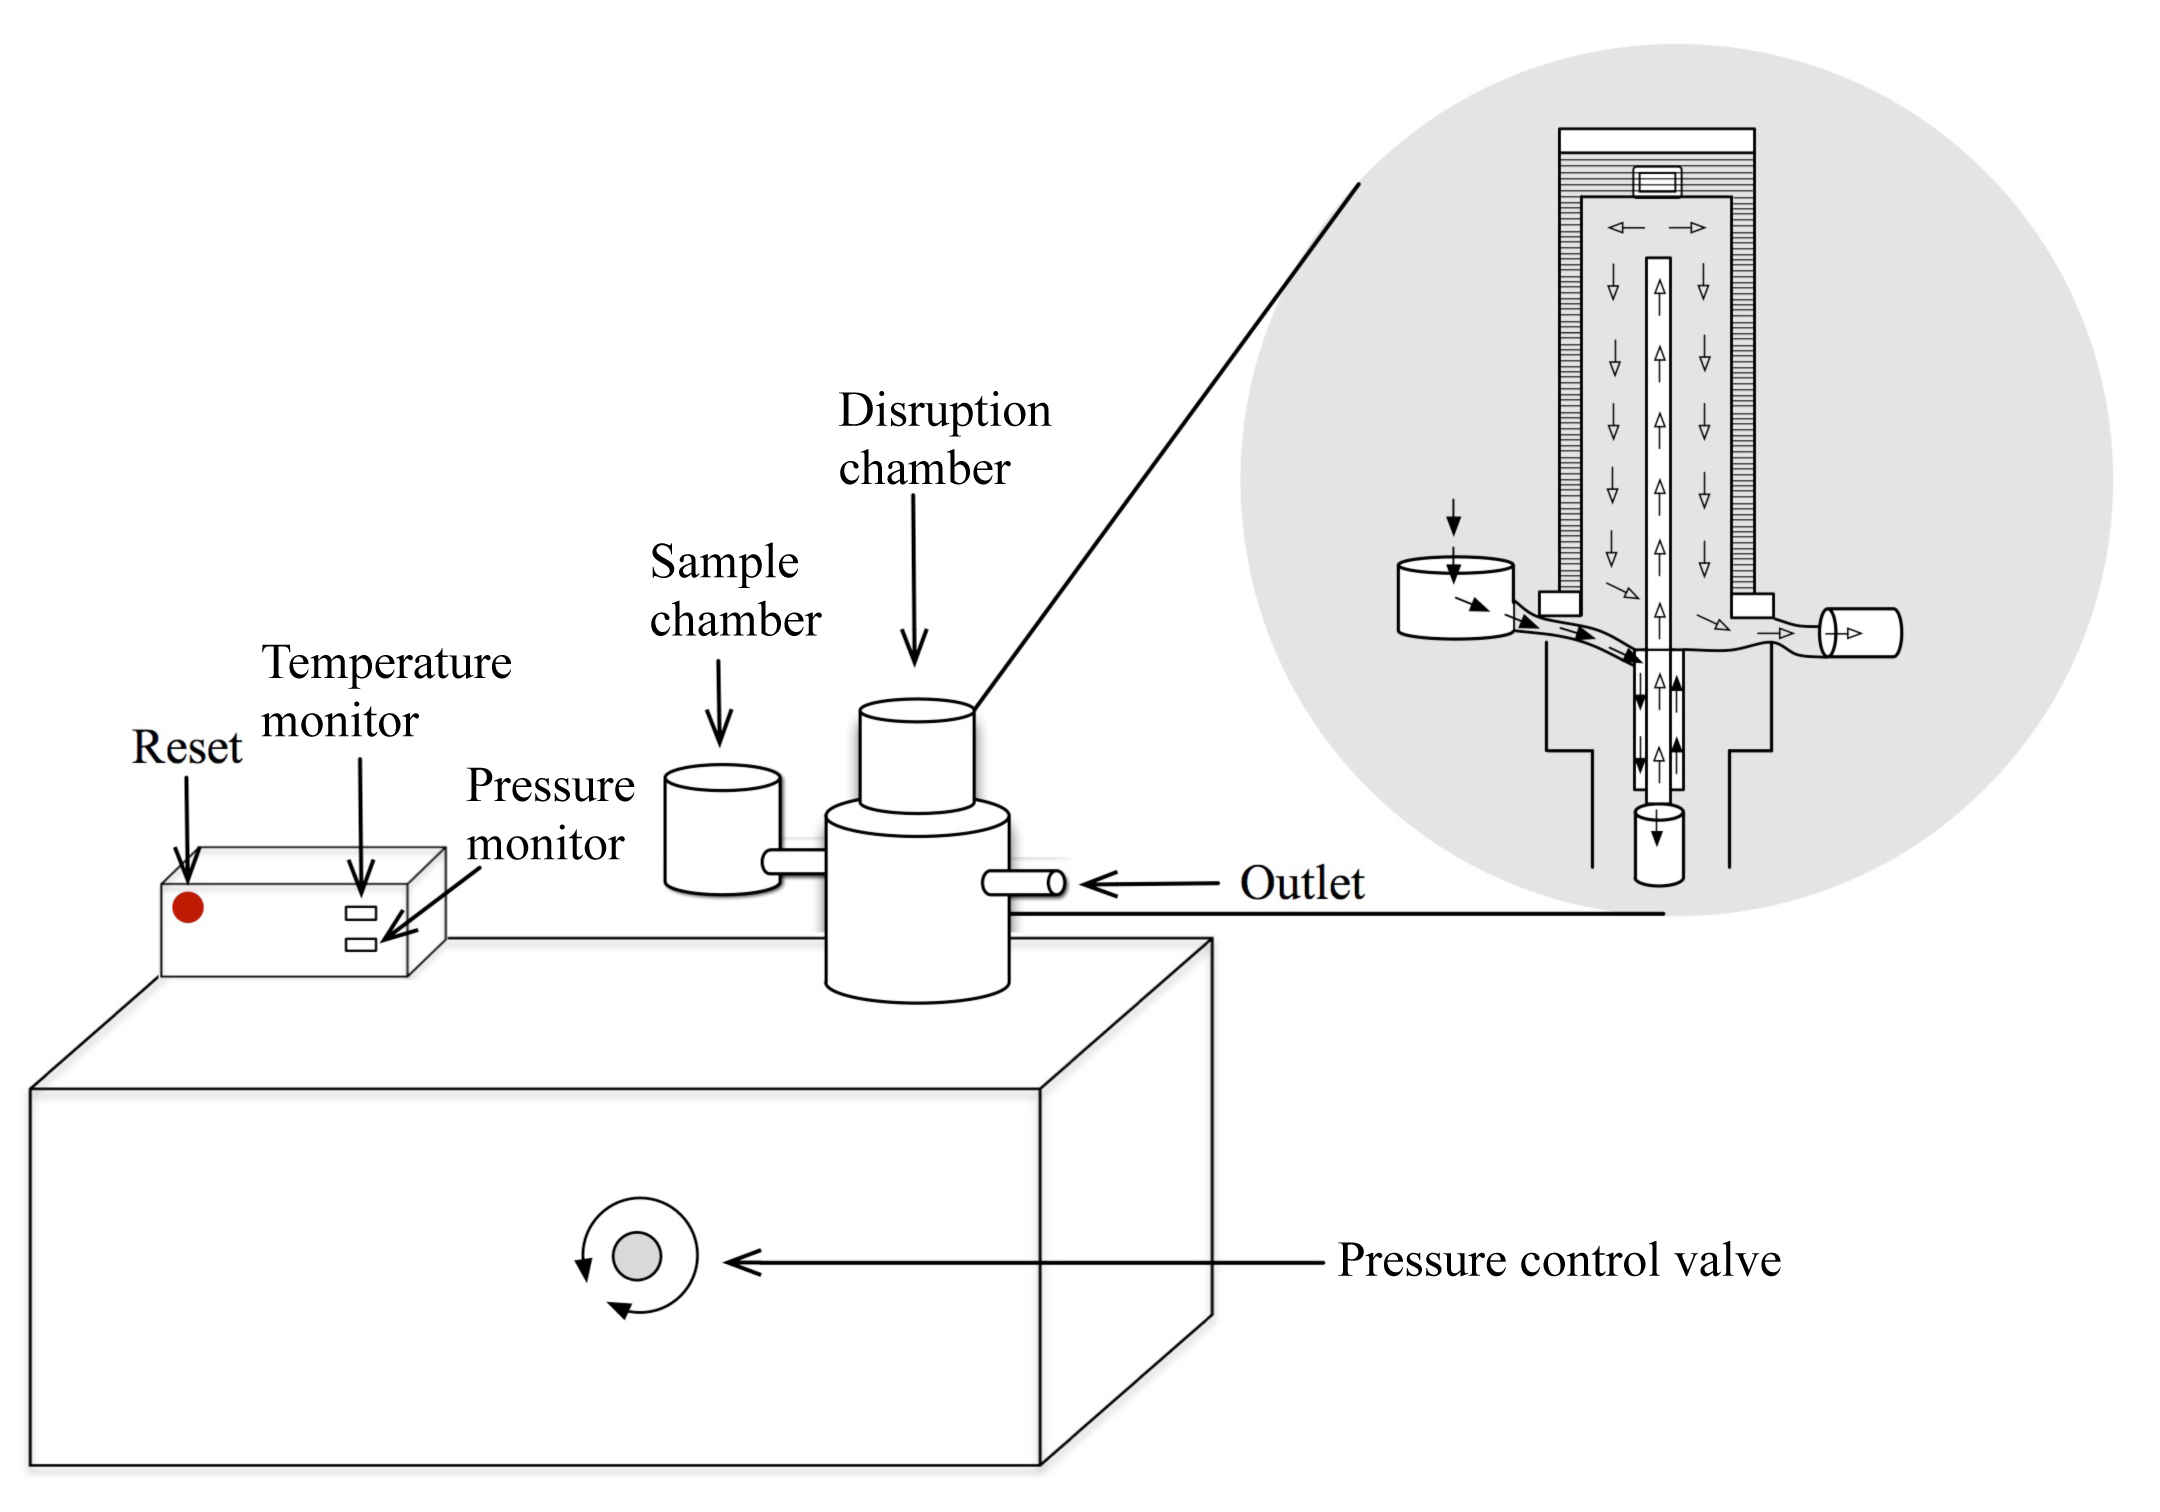 Disruption
chamber
Sample
chamber
Temperature
monitor
Reset
Pressure
monitor
Outlet
Pressure control valve